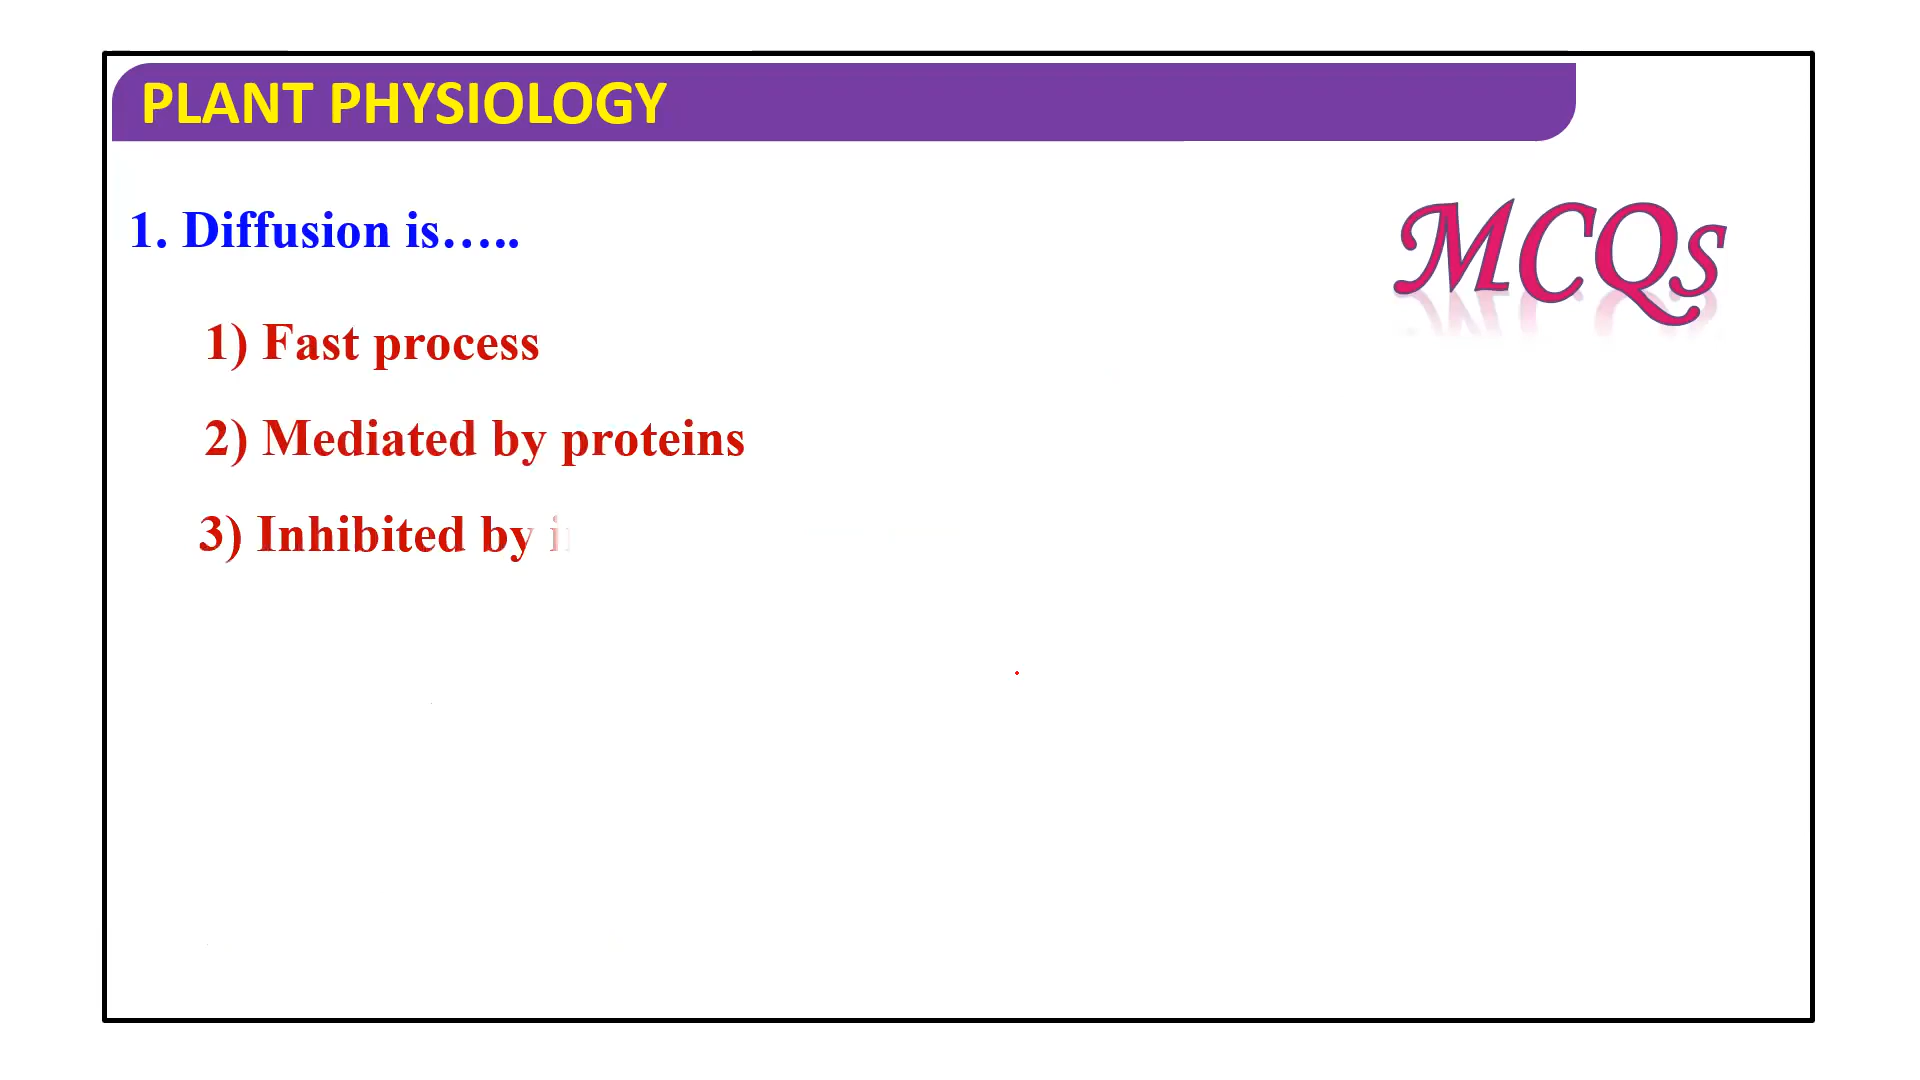 PLANT PHYSIOLOGY
MCQs
1. Diffusion is…..
1) Fast process
2) Mediated by proteins
3) Inhibited by